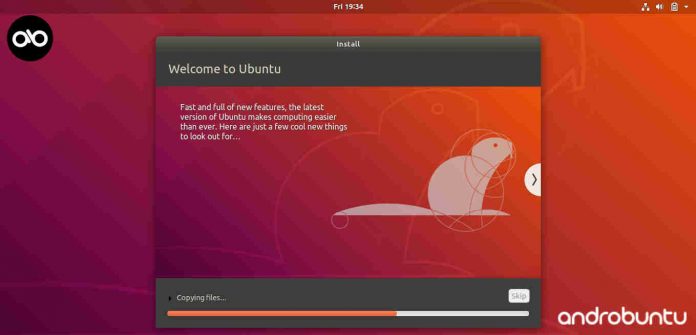 Fri 19:34
Install
Welcome to Ubuntu
Fast and full of new features, the latest
version of Ubuntu makes computing easier
than ever. Here are just a few cool new things
to look out for...
Copying files...
Skip
androbuntu